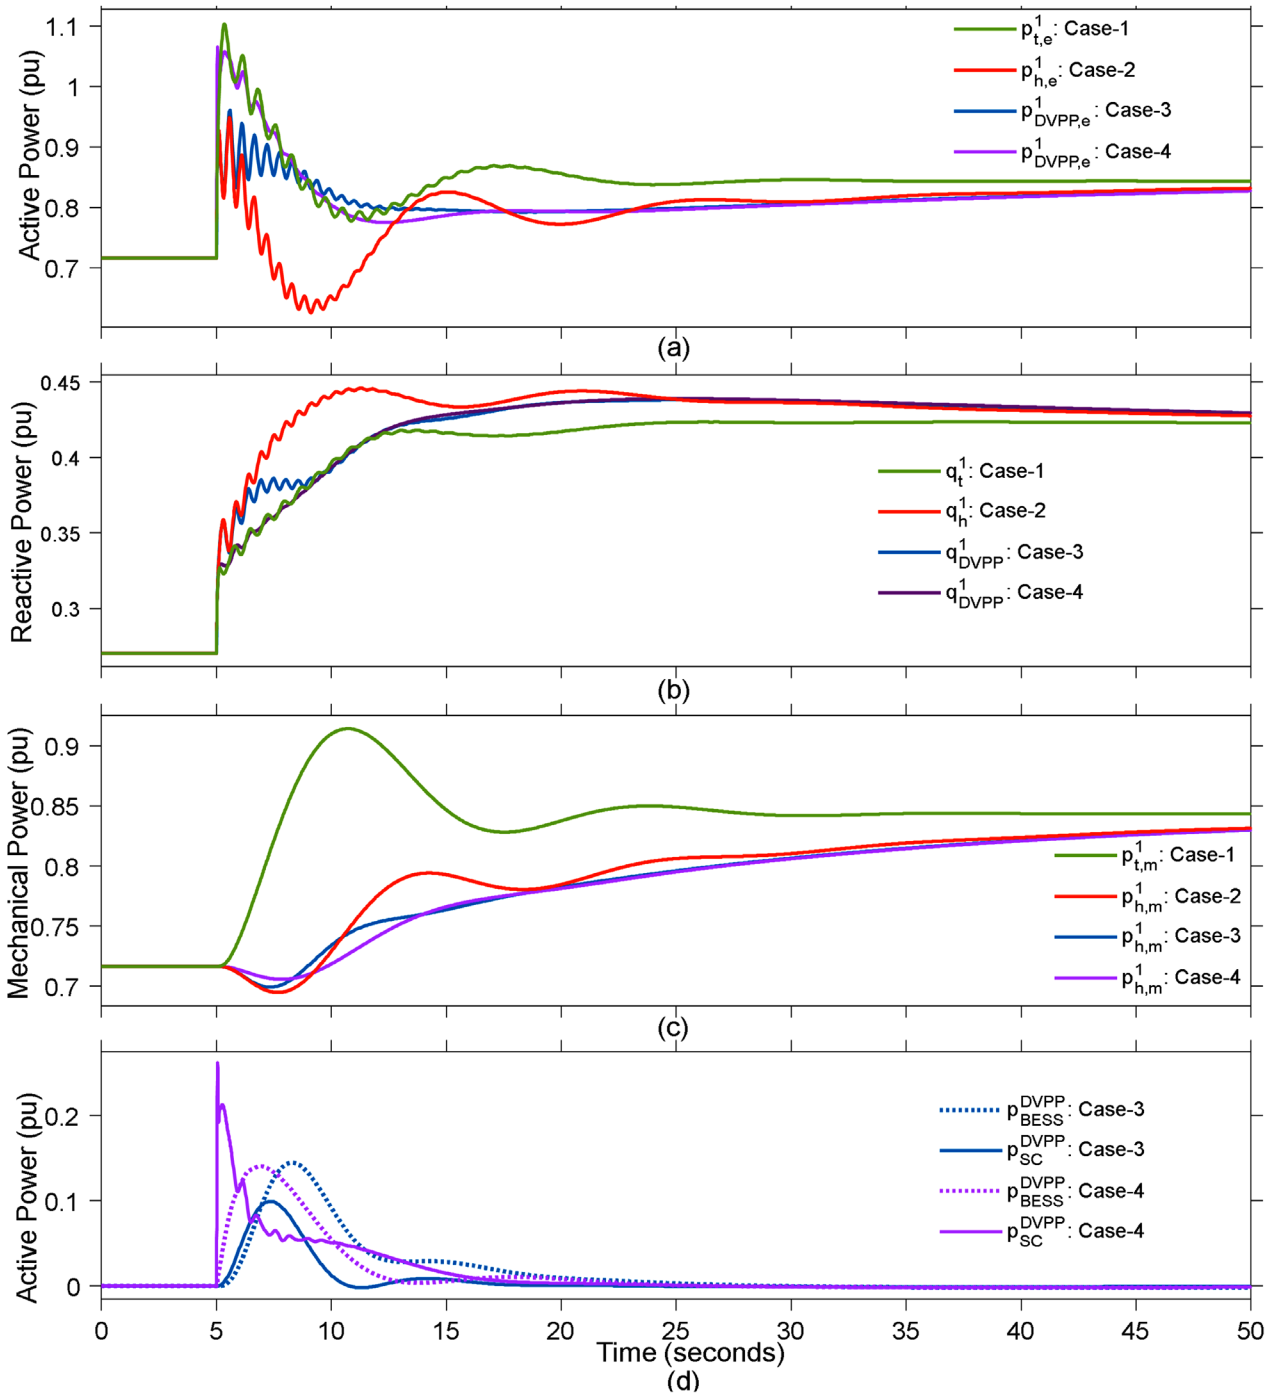 Active Power (pu)
1.1
1
0.9
0.8
0.7
p¹t,e: Case-1
p¹h,e: Case-2
p¹DVPP,e: Case-3
p¹DVPP,e: Case-4
(a)
Reactive Power (pu)
0.45
0.4
0.35
0.3
q¹t: Case-1
q¹h: Case-2
q¹DVPP: Case-3
q¹DVPP: Case-4
(b)
Mechanical Power (pu)
0.9
0.85
0.8
0.75
0.7
p¹t,m: Case-1
p¹h,m: Case-2
p¹h,m: Case-3
p¹h,m: Case-4
(c)
Active Power (pu)
0.2
0.1
0
pDVPPBESS: Case-3
pDVPPSC: Case-3
pDVPPBESS: Case-4
pDVPPSC: Case-4
0 5 10 15 20 25 30 35 40 45 50
Time (seconds)
(d)